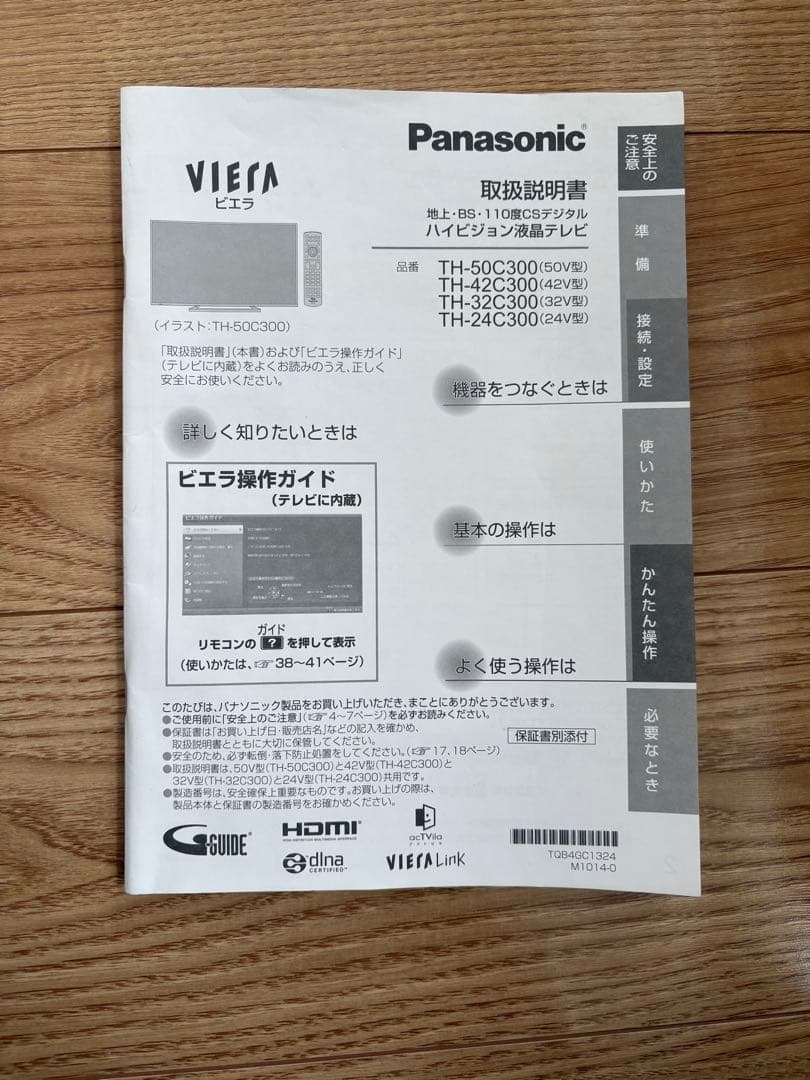 Panasonic®
VIErA
ビエラ
取扱説明書
地上・BS・110度CSデジタル
ハイビジョン液晶テレビ
品番 TH-50C300(50V型)
TH-42C300(42V型)
TH-32C300(32V型)
TH-24C300(24V型)
(イラスト:TH-50C300)
「取扱説明書」(本書)および「ビエラ操作ガイド」
(テレビに内蔵)をよくお読みのうえ、正しく
安全にお使いください。
詳しく知りたいときは
ビエラ操作ガイド
(テレビに内蔵)
ビエラ操作ガイド
ガイド
リモコンの ? を押して表示
(使いかたは、☞38〜41ページ)
機器をつなぐときは
基本の操作は
よく使う操作は
安全上の
ご注意
準備
接続・設定
使いかた
かんたん操作
必要なとき
このたびは、パナソニック製品をお買い上げいただき、まことにありがとうございます。
●ご使用前に「安全上のご注意」(☞4〜7ページ)を必ずお読みください。
●保証書は「お買い上げ日・販売店名」などの記入を確かめ、
取扱説明書とともに大切に保管してください。
●安全のため、必ず転倒・落下防止処置をしてください。(☞17、18ページ)
●取扱説明書は、50V型(TH-50C300)と42V型(TH-42C300)と
32V型(TH-32C300)と24V型(TH-24C300)共用です。
●製造番号は、安全確保上重要なものです。お買い上げの際は、
製品本体と保証書の製造番号をお確かめください。
保証書別添付
G-GUIDE®
HDMI™
HIGH-DEFINITION MULTIMEDIA INTERFACE
acTVila
アクトビラ
dlna
CERTIFIED™
VIErA Link
TQB4GC1324
M1014-0